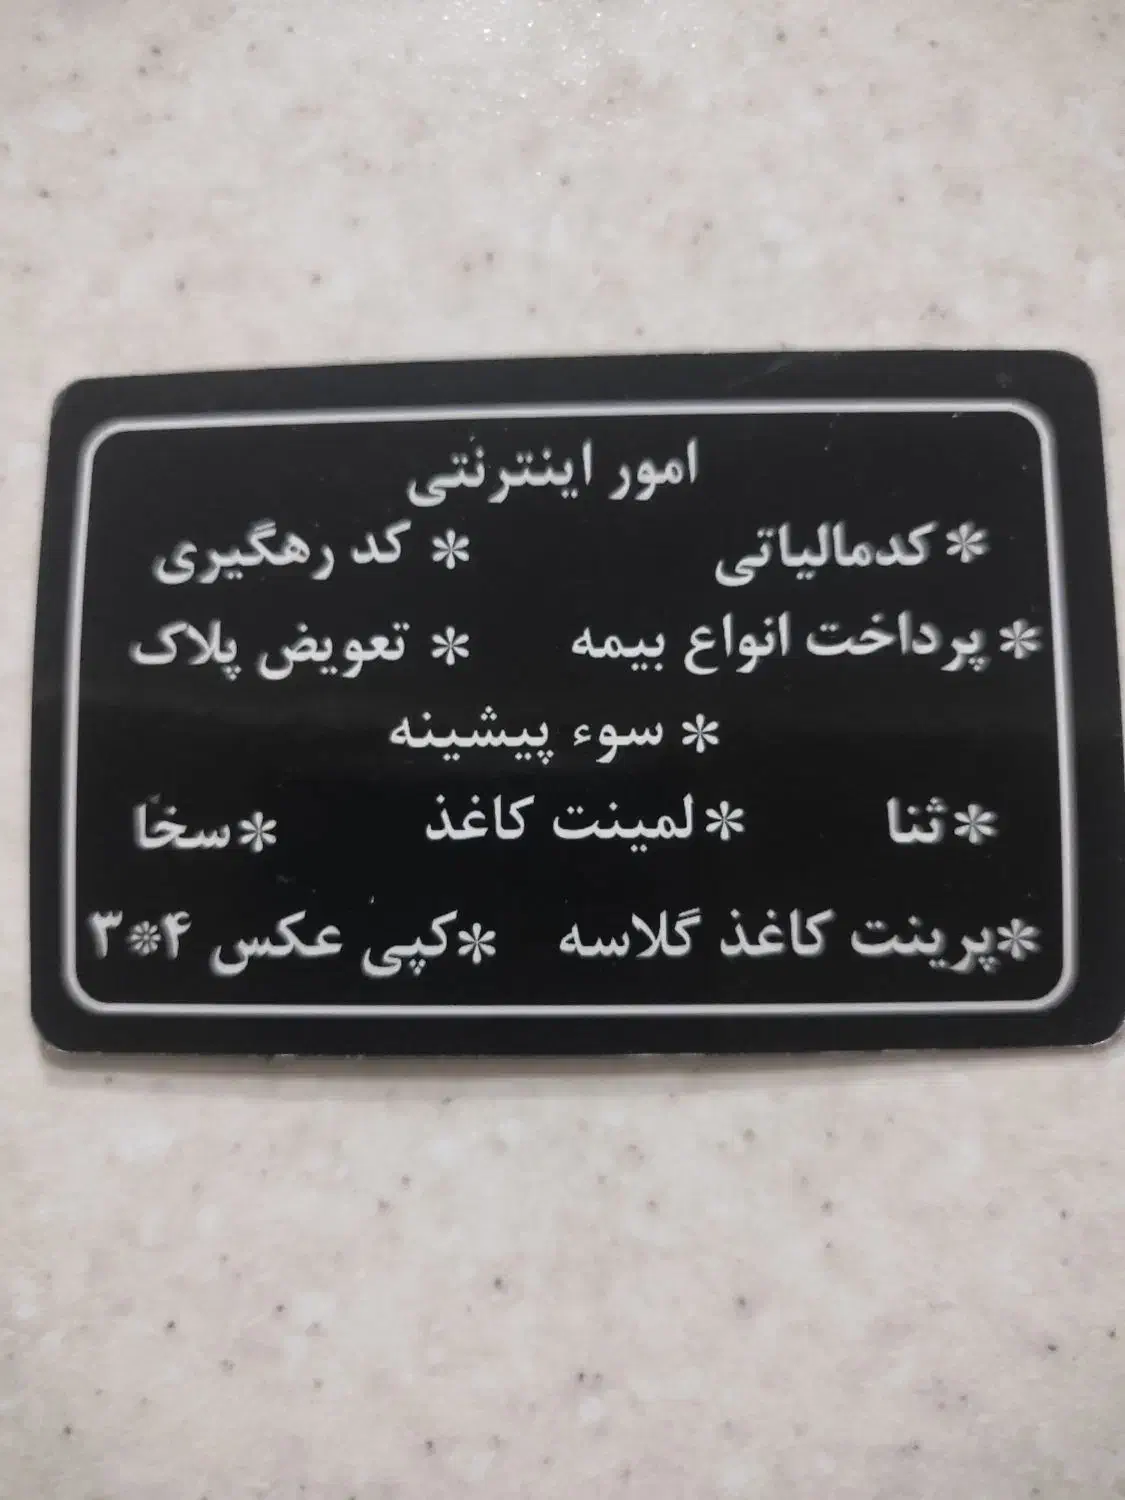 امور اینترنتی
* کدمالیاتی * کد رهگیری
* پرداخت انواع بیمه * تعویض پلاک
* سوء پیشینه
*ثنا *لمینت کاغذ *سخا
*پرینت کاغذ گلاسه *کپی عکس ۴*۳